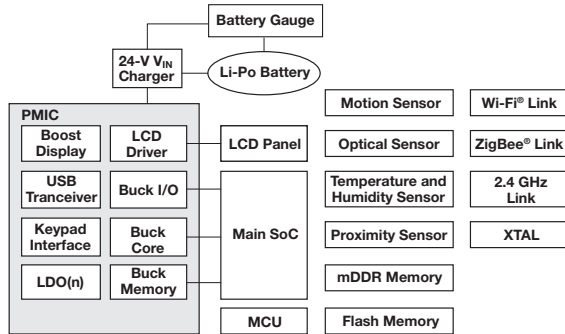 Battery Gauge
24-V VIN
Charger
Li-Po Battery
PMIC
Boost
Display
LCD
Driver
USB
Tranceiver
Buck I/O
Keypad
Interface
Buck
Core
LDO(n)
Buck
Memory
LCD Panel
Main SoC
MCU
Motion Sensor
Optical Sensor
Temperature and
Humidity Sensor
Proximity Sensor
mDDR Memory
Flash Memory
Wi-Fi® Link
ZigBee® Link
2.4 GHz
Link
XTAL